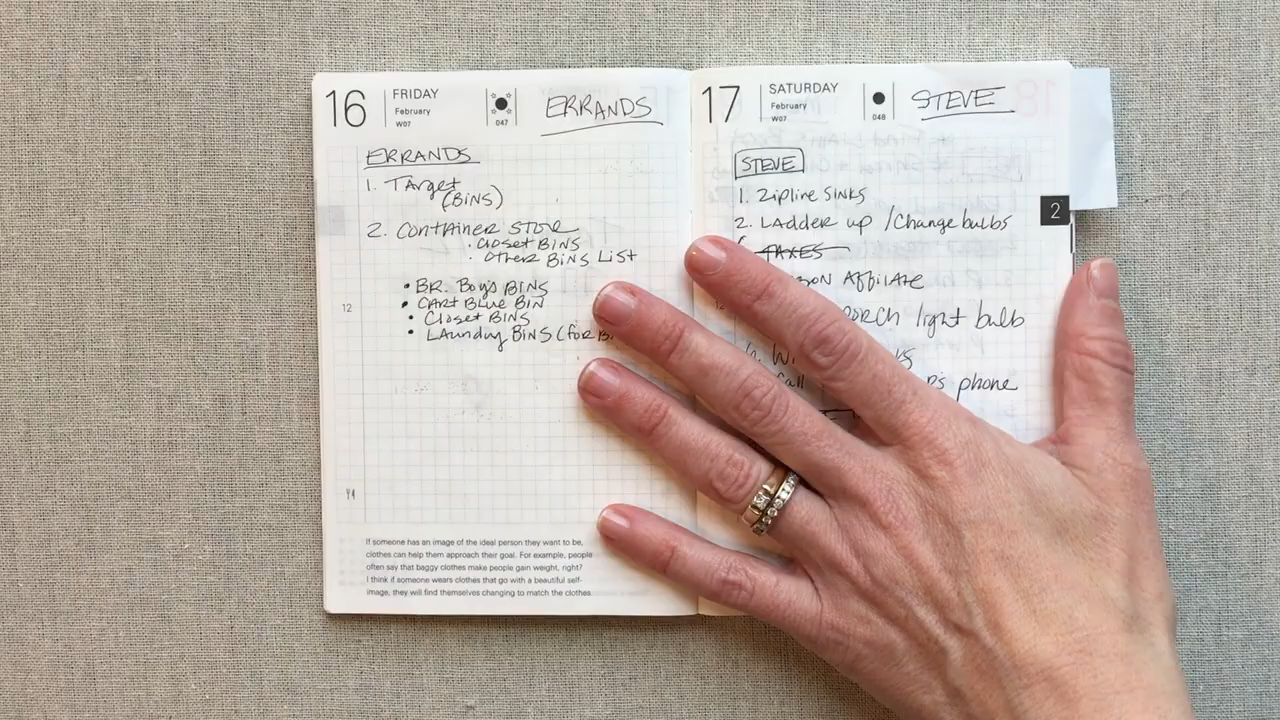 16 FRIDAY
February
W07
047
ERRANDS
ERRANDS
1. Target
(BINS)
2. Container Store
• Closet BINS
• Other BINS List
• BR. Boys BINS
• CART Blue BIN
• Closet BINS
• Laundry BINS (for B
12
If someone has an image of the ideal person they want to be,
clothes can help them approach their goal. For example, people
often say that baggy clothes make people gain weight, right?
I think if someone wears clothes that go with a beautiful self-
image, they will find themselves changing to match the clothes
17 SATURDAY
February
W07
048
STEVE
STEVE
1. Zipline Sinks
2. Ladder up / Change bulbs
TAXES
Affilate
light bulb
phone
12
2